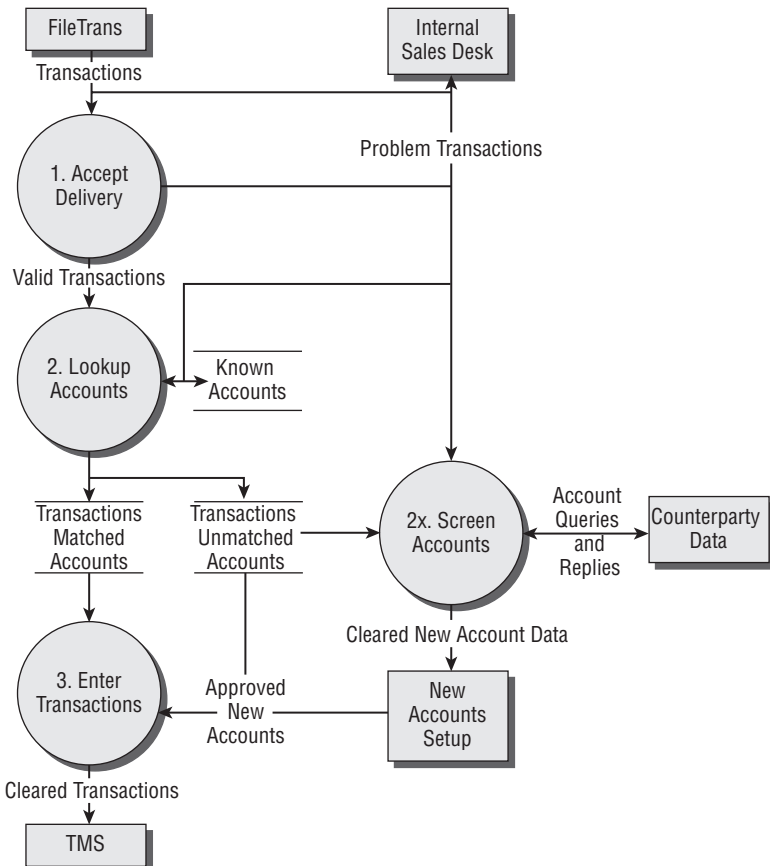 FileTrans
Internal
Sales Desk
Transactions
Problem Transactions
1. Accept
Delivery
Valid Transactions
2. Lookup
Accounts
Known
Accounts
Transactions
Matched
Accounts
Transactions
Unmatched
Accounts
2x. Screen
Accounts
Account
Queries
and
Replies
Counterparty
Data
Cleared New Account Data
3. Enter
Transactions
Approved
New
Accounts
New
Accounts
Setup
Cleared Transactions
TMS